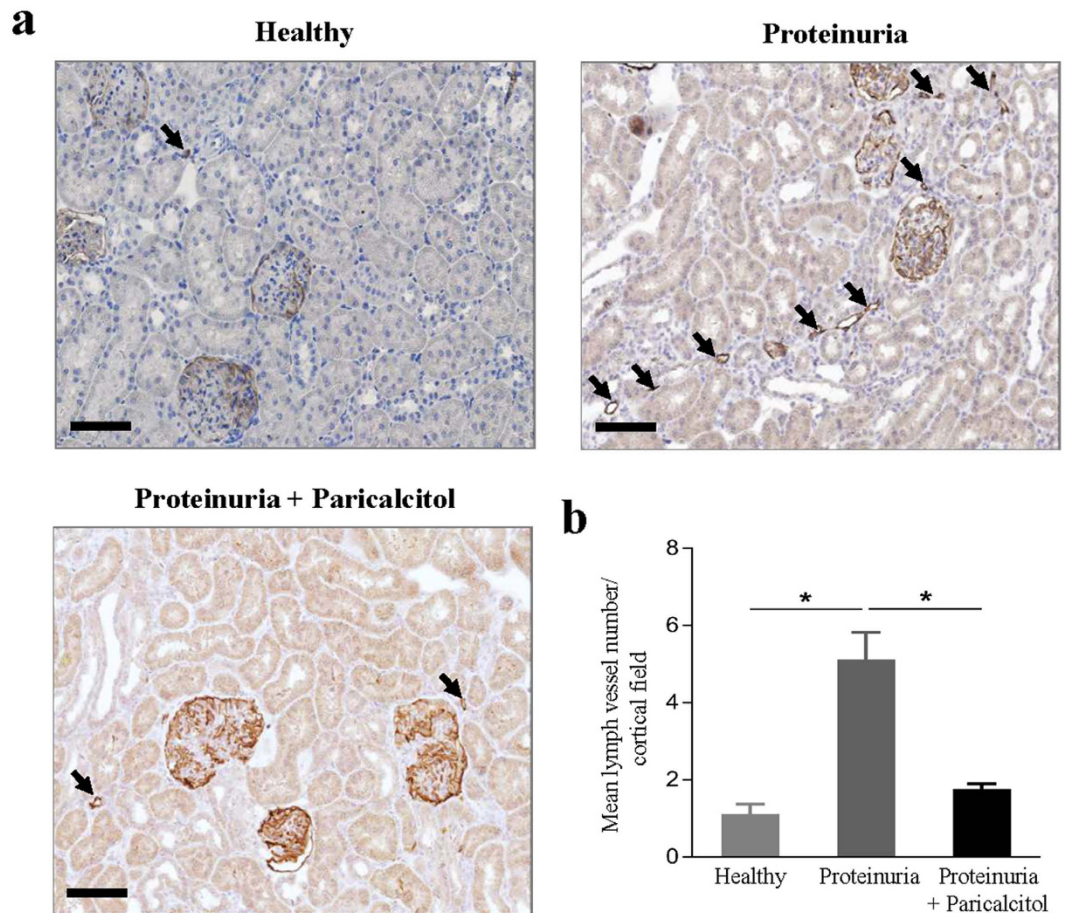 a
Healthy
Proteinuria
Proteinuria + Paricalcitol
b
Mean lymph vessel number/
cortical field
8
6
4
2
0
*
*
Healthy
Proteinuria
Proteinuria
+ Paricalcitol